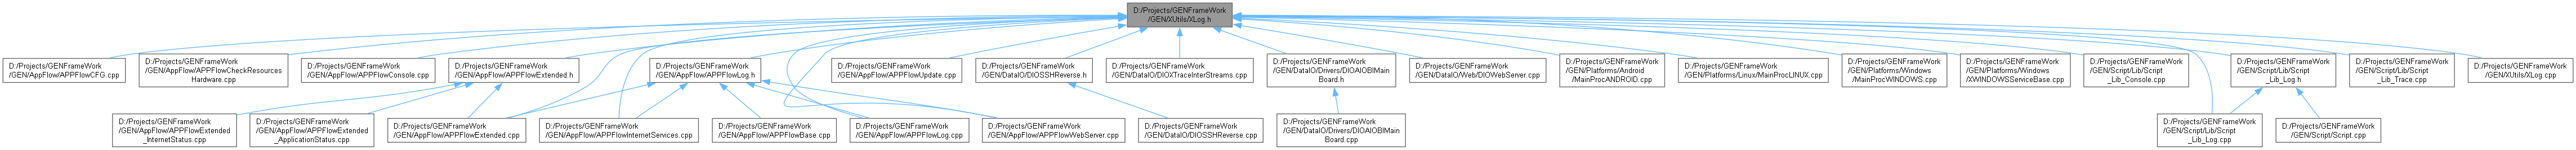 D:/Projects/GENFrameWork
/GEN/XUtils/XLog.h
D:/Projects/GENFrameWork
/GEN/AppFlow/APPFlowCFG.cpp
D:/Projects/GENFrameWork
/GEN/AppFlow/APPFlowCheckResources
Hardware.cpp
D:/Projects/GENFrameWork
/GEN/AppFlow/APPFlowConsole.cpp
D:/Projects/GENFrameWork
/GEN/AppFlow/APPFlowExtended.h
D:/Projects/GENFrameWork
/GEN/AppFlow/APPFlowLog.h
D:/Projects/GENFrameWork
/GEN/AppFlow/APPFlowUpdate.cpp
D:/Projects/GENFrameWork
/GEN/DataIO/DIOSSHReverse.h
D:/Projects/GENFrameWork
/GEN/DataIO/DIOXTraceInterStreams.cpp
D:/Projects/GENFrameWork
/GEN/DataIO/Drivers/DIOAIOBIMain
Board.h
D:/Projects/GENFrameWork
/GEN/DataIO/Web/DIOWebServer.cpp
D:/Projects/GENFrameWork
/GEN/Platforms/Android
/MainProcANDROID.cpp
D:/Projects/GENFrameWork
/GEN/Platforms/Linux/MainProcLINUX.cpp
D:/Projects/GENFrameWork
/GEN/Platforms/Windows
/MainProcWINDOWS.cpp
D:/Projects/GENFrameWork
/GEN/Platforms/Windows
/XWINDOWSServiceBase.cpp
D:/Projects/GENFrameWork
/GEN/Script/Lib/Script
_Lib_Console.cpp
D:/Projects/GENFrameWork
/GEN/Script/Lib/Script
_Lib_Log.h
D:/Projects/GENFrameWork
/GEN/Script/Lib/Script
_Lib_Trace.cpp
D:/Projects/GENFrameWork
/GEN/XUtils/XLog.cpp
D:/Projects/GENFrameWork
/GEN/AppFlow/APPFlowExtended
_InternetStatus.cpp
D:/Projects/GENFrameWork
/GEN/AppFlow/APPFlowExtended
_ApplicationStatus.cpp
D:/Projects/GENFrameWork
/GEN/AppFlow/APPFlowExtended.cpp
D:/Projects/GENFrameWork
/GEN/AppFlow/APPFlowInternetServices.cpp
D:/Projects/GENFrameWork
/GEN/AppFlow/APPFlowBase.cpp
D:/Projects/GENFrameWork
/GEN/AppFlow/APPFlowLog.cpp
D:/Projects/GENFrameWork
/GEN/AppFlow/APPFlowWebServer.cpp
D:/Projects/GENFrameWork
/GEN/DataIO/DIOSSHReverse.cpp
D:/Projects/GENFrameWork
/GEN/DataIO/Drivers/DIOAIOBIMain
Board.cpp
D:/Projects/GENFrameWork
/GEN/Script/Lib/Script
_Lib_Log.cpp
D:/Projects/GENFrameWork
/GEN/Script/Script.cpp